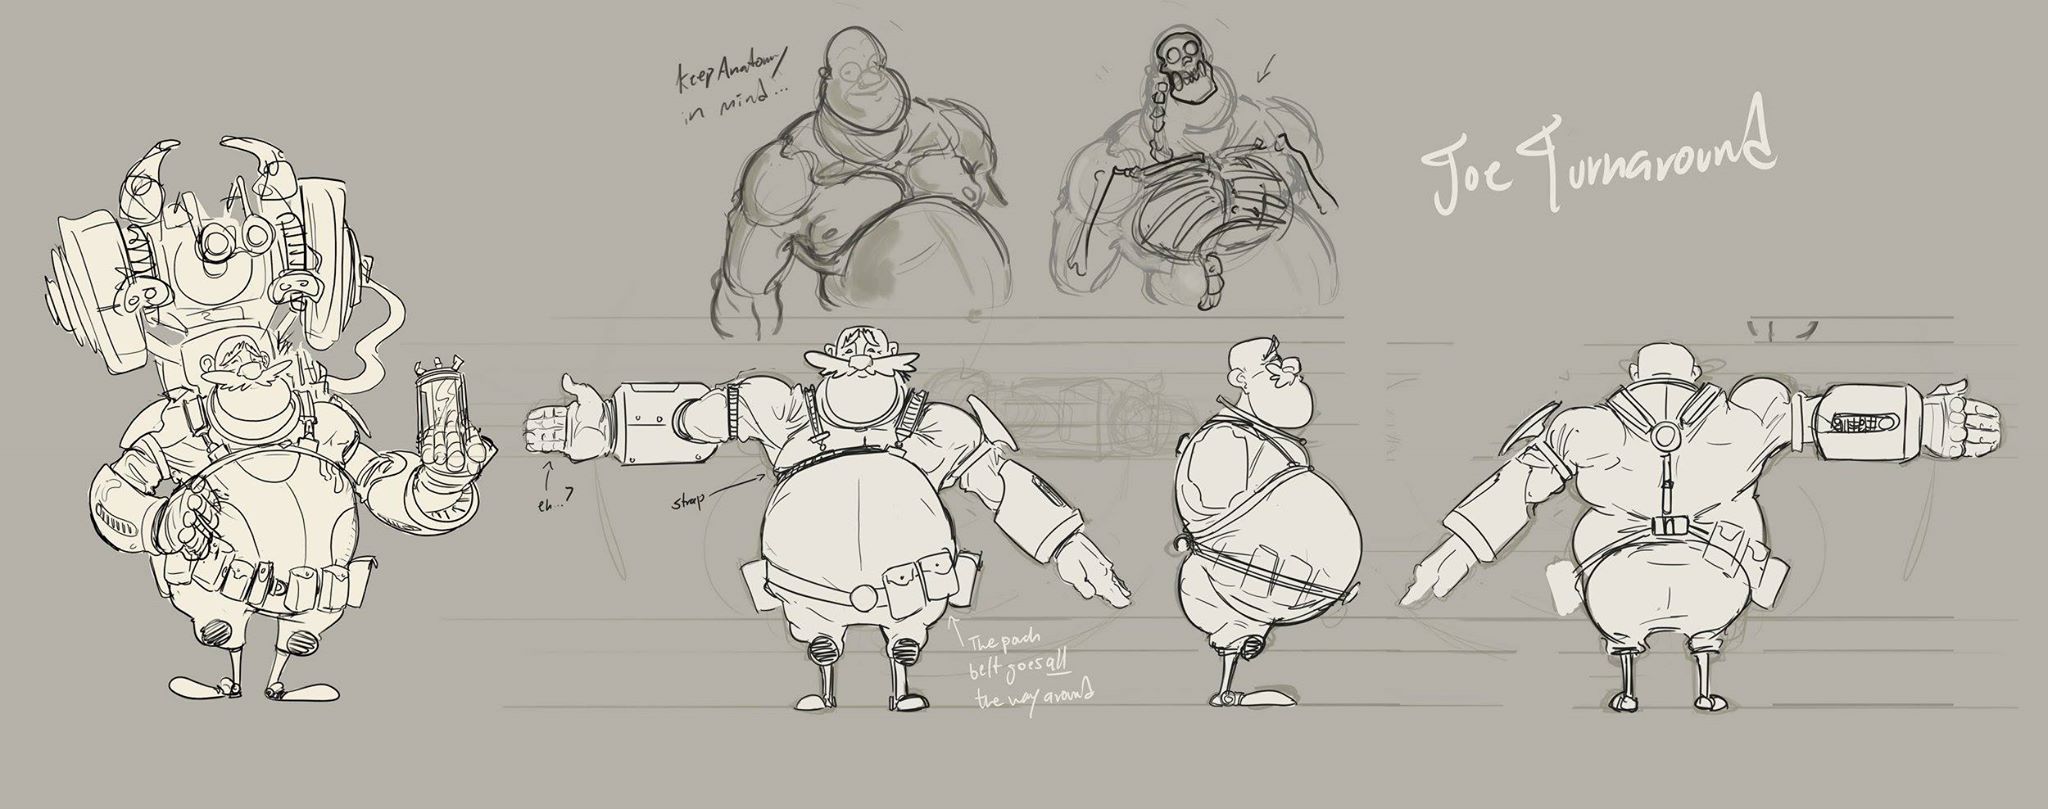 Keep Anatomy
in mind...
Joe Turnaround
eh...?
strap
The pouch
belt goes all
the way around